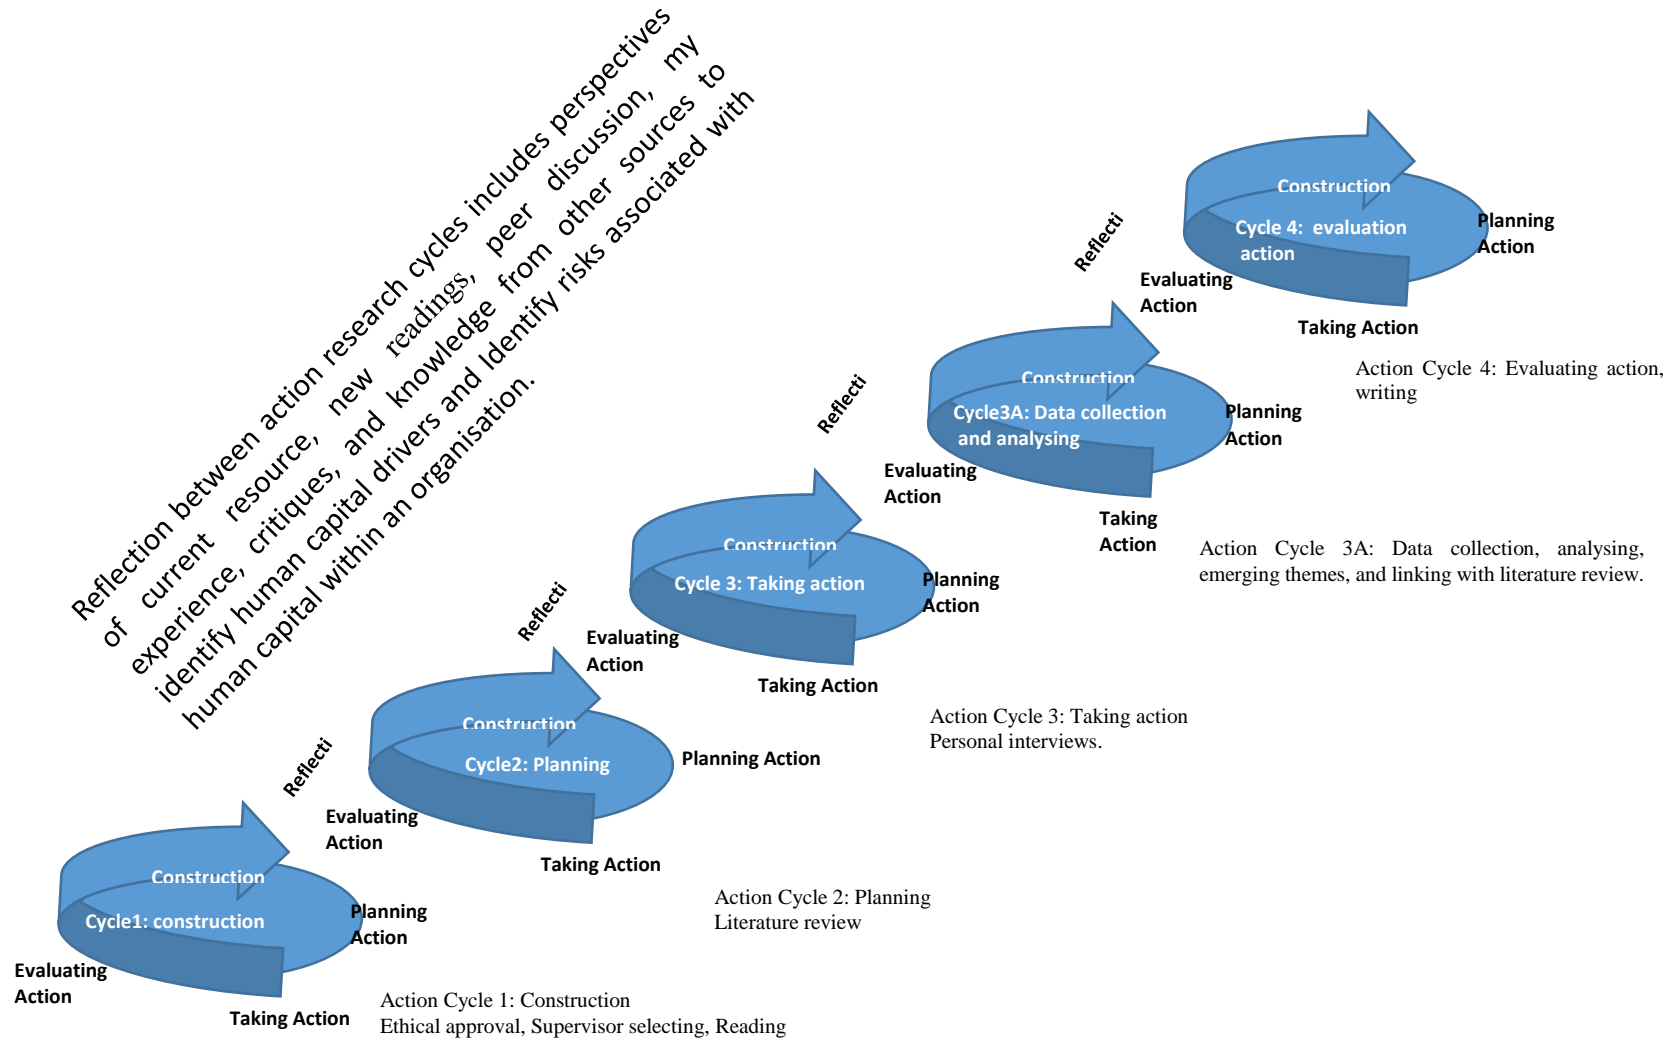 Reflection between action research cycles includes perspectives
of current resource, new readings, peer discussion, my
experience, critiques, and knowledge from other sources to
identify human capital drivers and Identify risks associated with
human capital within an organisation.
Construction
Cycle 4: evaluation
action
Planning
Action
Reflecti
Evaluating
Action
Taking Action
Action Cycle 4: Evaluating action,
writing
Construction
Cycle3A: Data collection
and analysing
Planning
Action
Reflecti
Evaluating
Action
Taking
Action
Action Cycle 3A: Data collection, analysing,
emerging themes, and linking with literature review.
Construction
Cycle 3: Taking action
Planning
Action
Reflecti
Evaluating
Action
Taking Action
Action Cycle 3: Taking action
Personal interviews.
Construction
Cycle2: Planning
Planning Action
Reflecti
Evaluating
Action
Taking Action
Action Cycle 2: Planning
Literature review
Construction
Cycle1: construction
Planning
Action
Evaluating
Action
Taking Action
Action Cycle 1: Construction
Ethical approval, Supervisor selecting, Reading